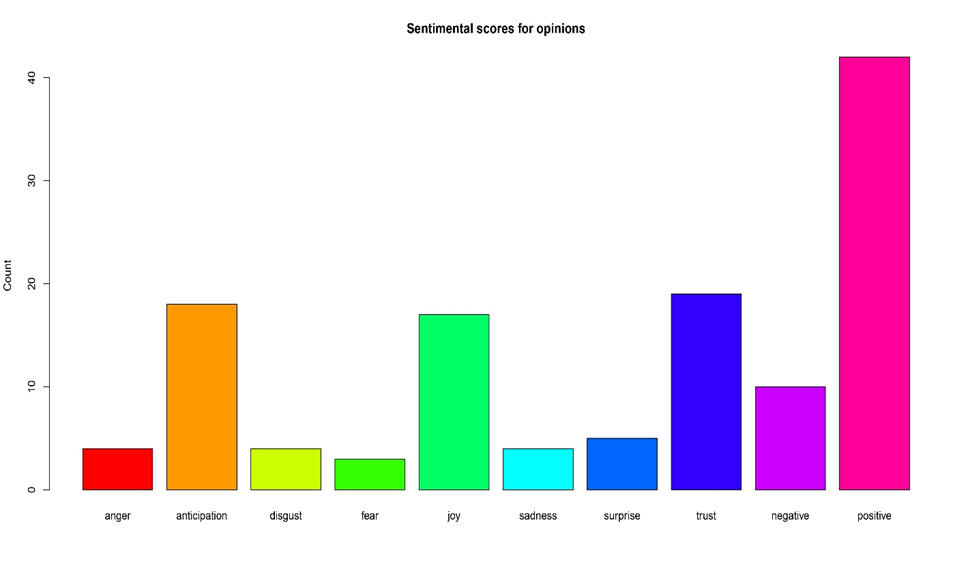 Sentimental scores for opinions
Count
40
30
20
10
0
anger anticipation disgust fear joy sadness surprise trust negative positive